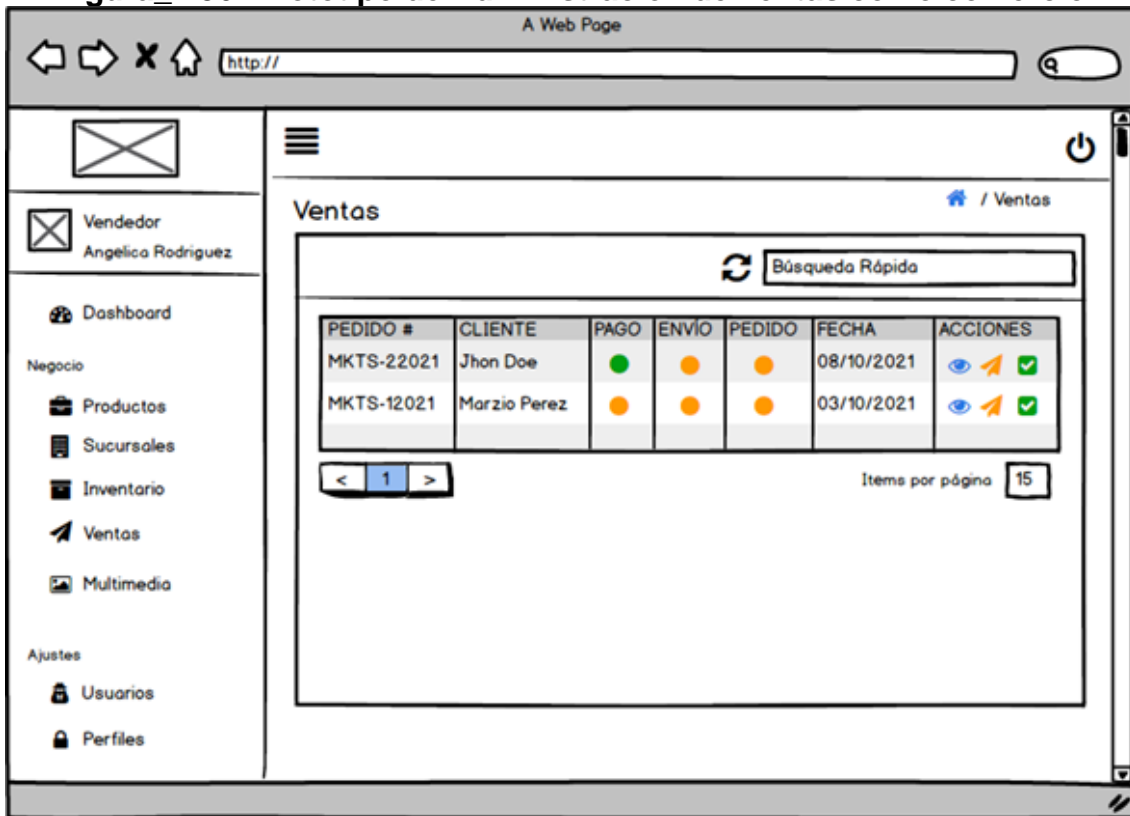 A Web Page
http://
Vendedor
Angelica Rodriguez
Dashboard
Negocio
Productos
Sucursales
Inventario
Ventas
Multimedia
Ajustes
Usuarios
Perfiles
Ventas
/ Ventas
Búsqueda Rápida
PEDIDO # CLIENTE PAGO ENVÍO PEDIDO FECHA ACCIONES
MKTS-22021 Jhon Doe 08/10/2021
MKTS-12021 Marzio Perez 03/10/2021
< 1 >
Items por página 15